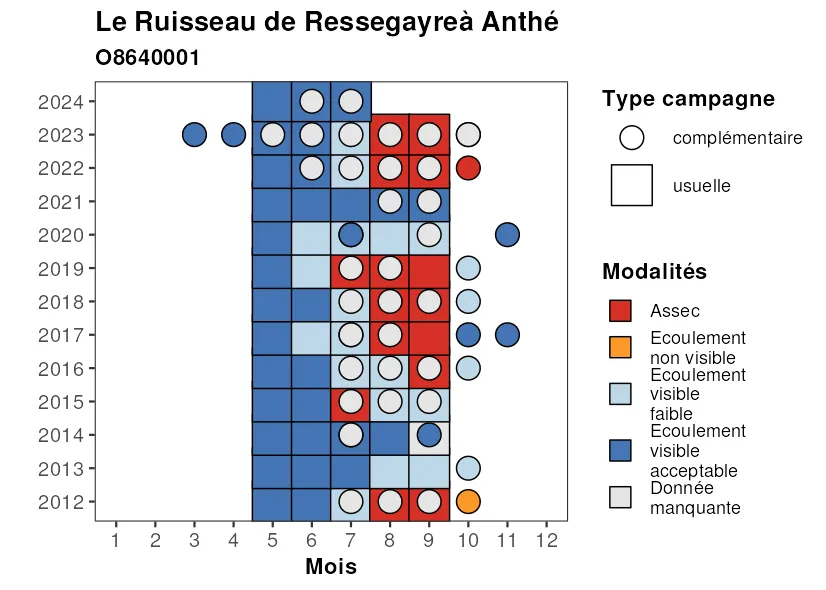 Le Ruisseau de Ressegayreà Anthé
O8640001
2024
2023
2022
2021
2020
2019
2018
2017
2016
2015
2014
2013
2012
1 2 3 4 5 6 7 8 9 10 11 12
Mois
Type campagne
complémentaire
usuelle
Modalités
Assec
Ecoulement
non visible
Ecoulement
visible
faible
Ecoulement
visible
acceptable
Donnée
manquante